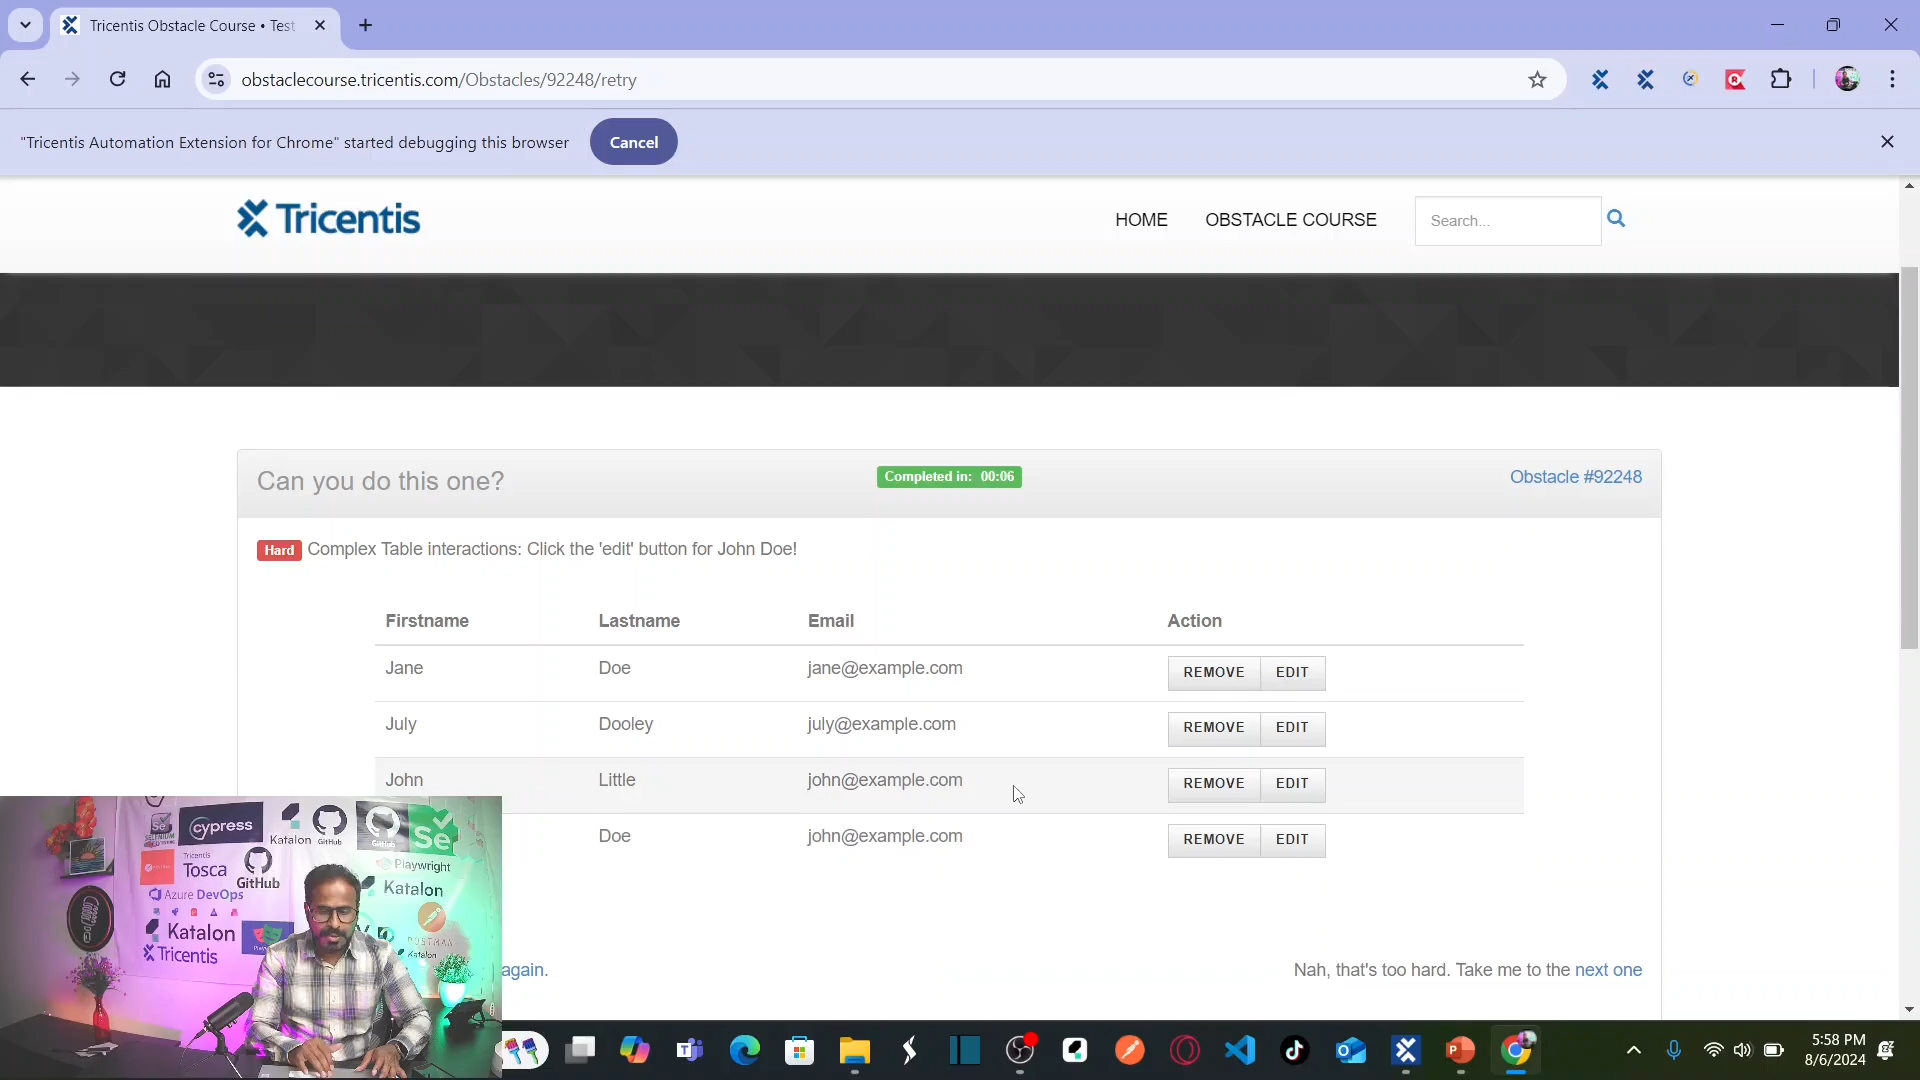 Tricentis Obstacle Course • Test
obstaclecourse.tricentis.com/Obstacles/92248/retry
"Tricentis Automation Extension for Chrome" started debugging this browser
Cancel
Tricentis
HOME
OBSTACLE COURSE
Search...
Can you do this one?
Completed in: 00:06
Obstacle #92248
Hard Complex Table interactions: Click the 'edit' button for John Doe!
Firstname Lastname Email Action
Jane Doe jane@example.com REMOVE EDIT
July Dooley july@example.com REMOVE EDIT
John Little john@example.com REMOVE EDIT
Doe john@example.com REMOVE EDIT
again.
Nah, that's too hard. Take me to the next one
Se
cypress
Katalon
GitHub
Se
Tricentis
Tosca
GitHub
Playwright
Azure DevOps
Katalon
Katalon
Tricentis
POSTMAN
Katalon
5:58 PM
8/6/2024